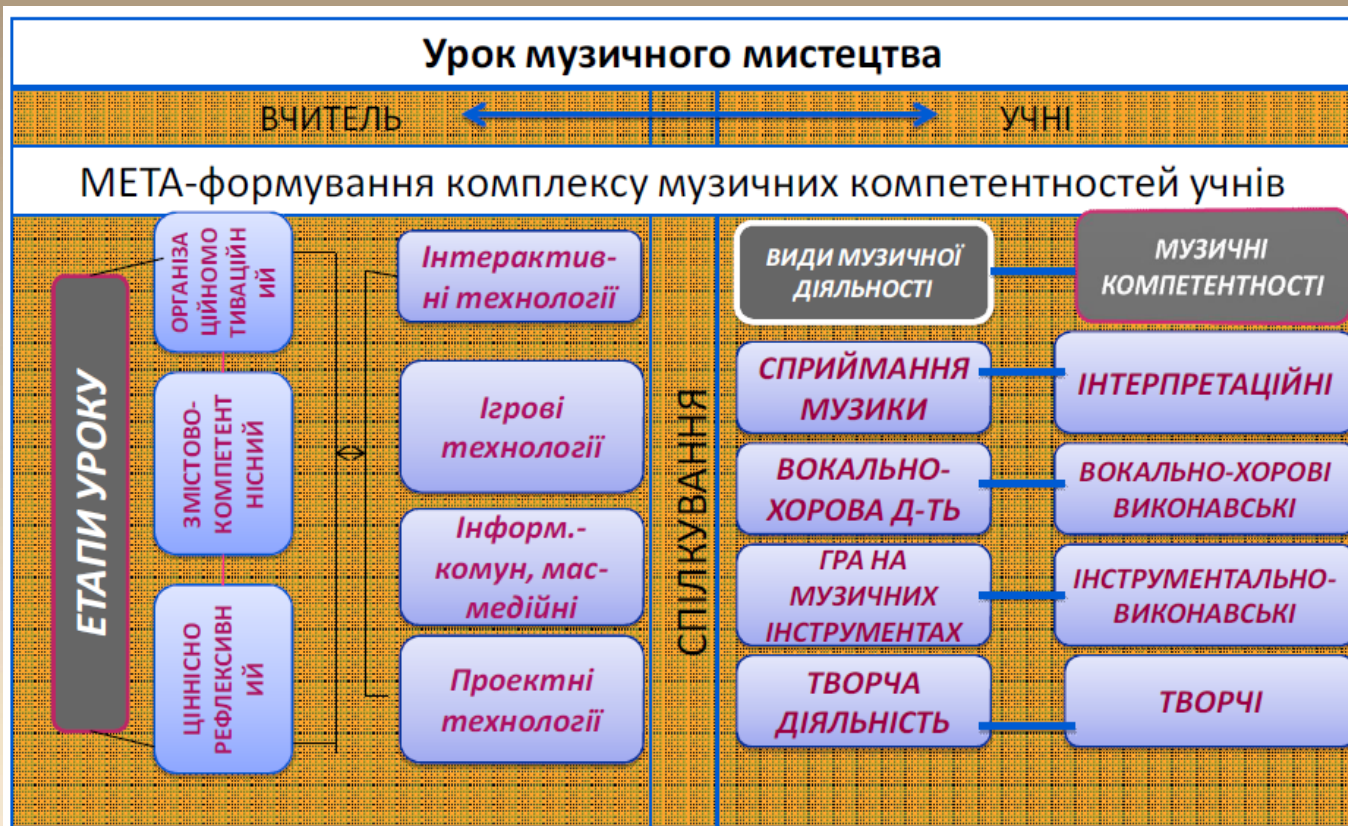 Урок музичного мистецтва
ВЧИТЕЛЬ
УЧНІ
МЕТА-формування комплексу музичних компетентностей учнів
ЕТАПИ УРОКУ
ОРГАНІЗА
ЦІЙНОМО
ТИВАЦІЙН
ИЙ
ЗМІСТОВО-
КОМПЕТЕНТ
НІСНИЙ
ЦІННІСНО
РЕФЛЕКСИВН
ИЙ
Інтерактив-
ні технології
Ігрові
технології
Інформ.-
комун, мас-
медійні
Проектні
технології
СПІЛКУВАННЯ
ВИДИ МУЗИЧНОЇ
ДІЯЛЬНОСТІ
МУЗИЧНІ
КОМПЕТЕНТНОСТІ
СПРИЙМАННЯ
МУЗИКИ
ІНТЕРПРЕТАЦІЙНІ
ВОКАЛЬНО-
ХОРОВА Д-ТЬ
ВОКАЛЬНО-ХОРОВІ
ВИКОНАВСЬКІ
ГРА НА
МУЗИЧНИХ
ІНСТРУМЕНТАХ
ІНСТРУМЕНТАЛЬНО-
ВИКОНАВСЬКІ
ТВОРЧА
ДІЯЛЬНІСТЬ
ТВОРЧІ